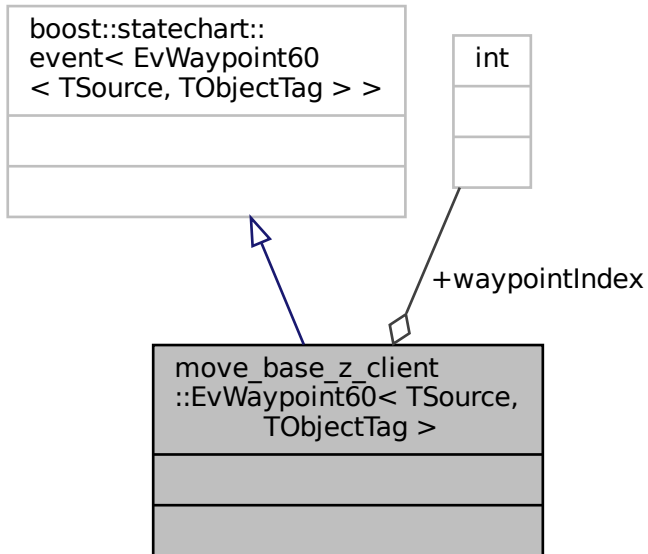 boost::statechart::
event< EvWaypoint60
< TSource, TObjectTag > >
int
+waypointIndex
move_base_z_client
::EvWaypoint60< TSource,
TObjectTag >